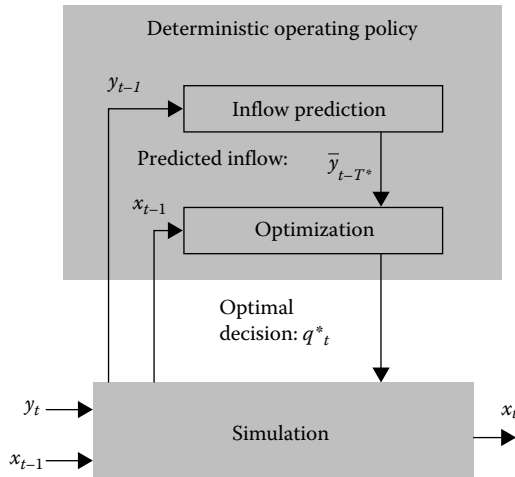 Deterministic operating policy
y_{t–1}
Inflow prediction
Predicted inflow: ȳ_{t–T*}
x_{t–1}
Optimization
Optimal
decision: q*_t
y_t
x_t
Simulation
x_{t–1}